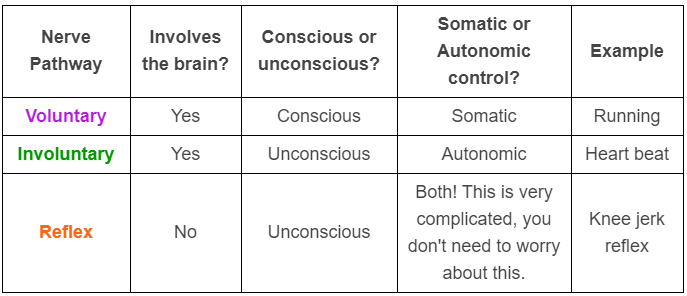 Nerve Pathway
Involves the brain?
Conscious or unconscious?
Somatic or Autonomic control?
Example
Voluntary
Yes
Conscious
Somatic
Running
Involuntary
Yes
Unconscious
Autonomic
Heart beat
Reflex
No
Unconscious
Both! This is very
complicated, you
don't need to worry
about this.
Knee jerk
reflex